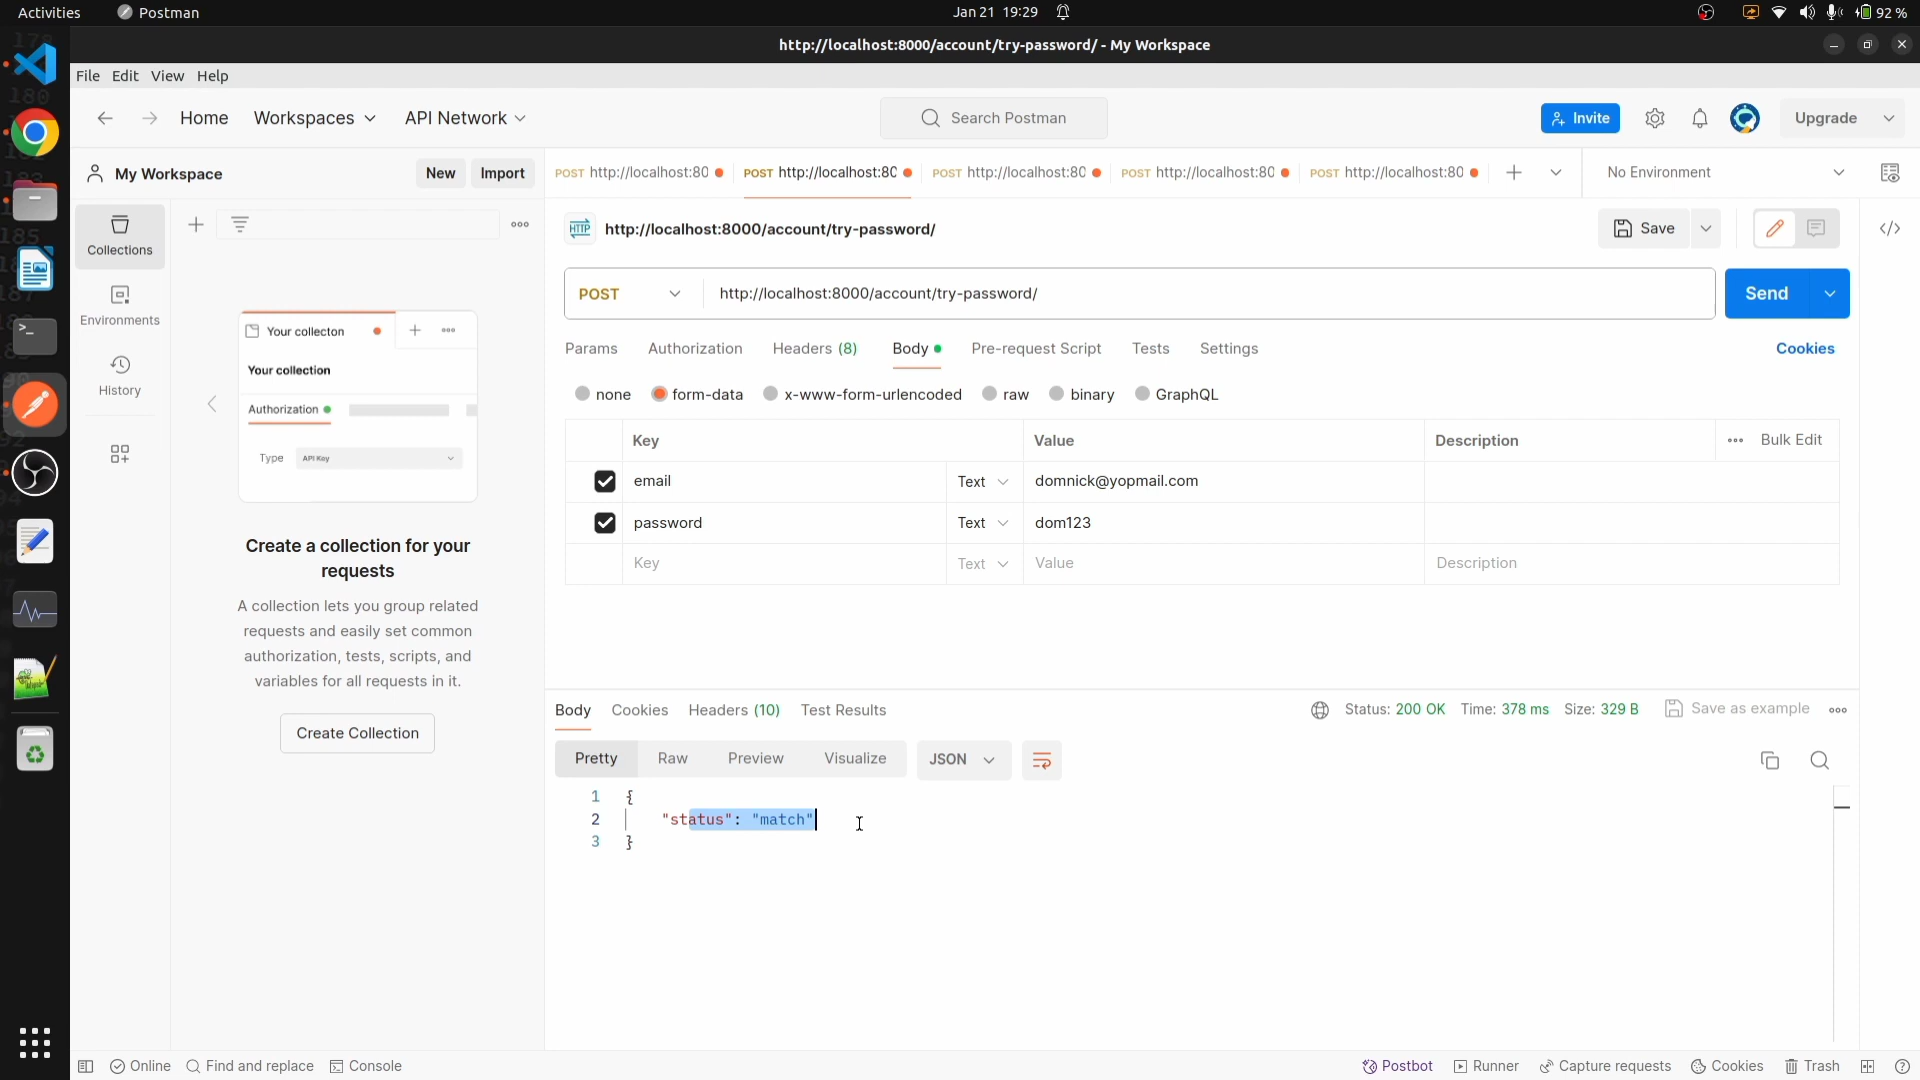 Activities
Postman
Jan 21 19:29
92 %
http://localhost:8000/account/try-password/ - My Workspace
File Edit View Help
Home
Workspaces
API Network
Search Postman
Invite
Upgrade
My Workspace
New
Import
POST http://localhost:80
POST http://localhost:80
POST http://localhost:80
POST http://localhost:80
POST http://localhost:80
No Environment
Collections
Environments
History
HTTP
http://localhost:8000/account/try-password/
Save
POST
http://localhost:8000/account/try-password/
Send
Params
Authorization
Headers (8)
Body
Pre-request Script
Tests
Settings
Cookies
none
form-data
x-www-form-urlencoded
raw
binary
GraphQL
Key
Value
Description
Bulk Edit
email
Text
domnick@yopmail.com
password
Text
dom123
Key
Text
Value
Description
Your collecton
Your collection
Authorization
Type
API Key
Create a collection for your
requests
A collection lets you group related
requests and easily set common
authorization, tests, scripts, and
variables for all requests in it.
Create Collection
Body
Cookies
Headers (10)
Test Results
Status: 200 OK
Time: 378 ms
Size: 329 B
Save as example
Pretty
Raw
Preview
Visualize
JSON
1 {
2 "status": "match"
3 }
Online
Find and replace
Console
Postbot
Runner
Capture requests
Cookies
Trash